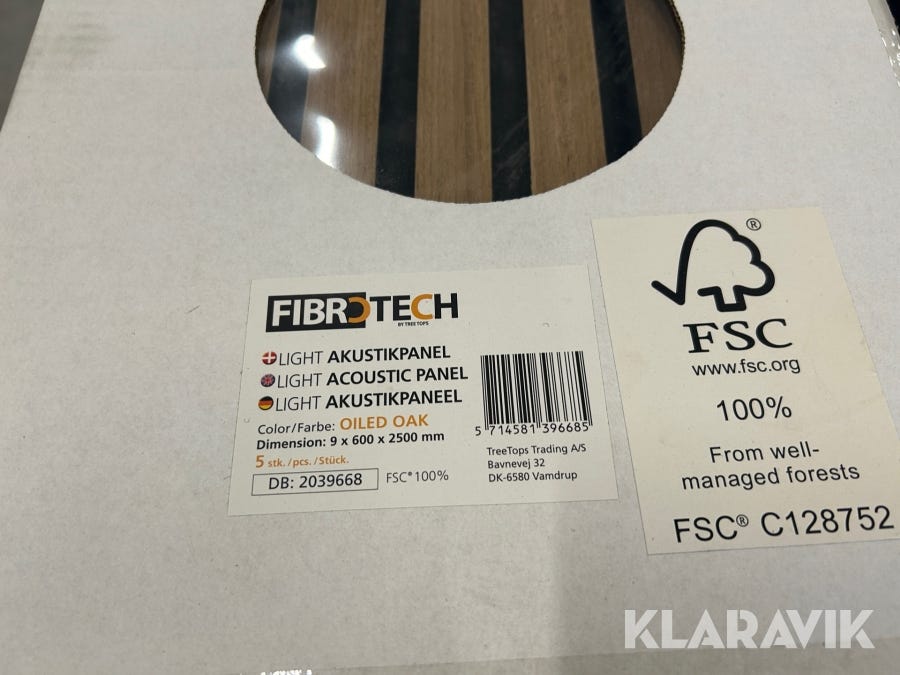 FIBROTECH
BY TREE TOPS
LIGHT AKUSTIKPANEL
LIGHT ACOUSTIC PANEL
LIGHT AKUSTIKPANEEL
Color/Farbe: OILED OAK
Dimension: 9 x 600 x 2500 mm
5 stk./pcs./Stück.
DB: 2039668
FSC® 100%
5 714581 396685
TreeTops Trading A/S
Bavnevej 32
DK-6580 Vamdrup
®
FSC
www.fsc.org
100%
From well-
managed forests
FSC® C128752
KLARAVIK